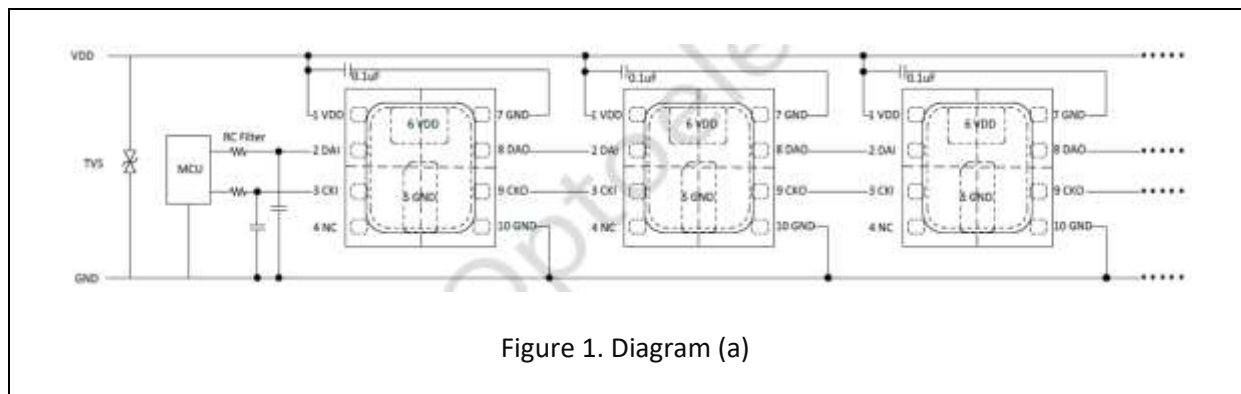 VDD
0.1uF 0.1uF 0.1uF
1 VDD 6 VDD 7 GND 1 VDD 6 VDD 7 GND 1 VDD 6 VDD 7 GND
RC Filter
TVS MCU 2 DAI 8 DAO 2 DAI 8 DAO 2 DAI 8 DAO
3 CKI 5 GND 9 CKO 3 CKI 5 GND 9 CKO 3 CKI 5 GND 9 CKO
4 NC 10 GND 4 NC 10 GND 4 NC 10 GND
GND
Optoele
Figure 1. Diagram (a)